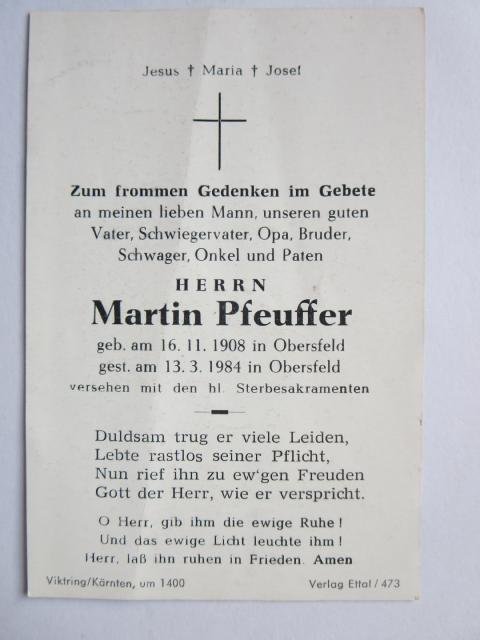 Jesus † Maria † Josef
Zum frommen Gedenken im Gebete
an meinen lieben Mann, unseren guten
Vater, Schwiegervater, Opa, Bruder,
Schwager, Onkel und Paten
HERRN
Martin Pfeuffer
geb. am 16. 11. 1908 in Obersfeld
gest. am 13. 3. 1984 in Obersfeld
versehen mit den hl. Sterbesakramenten
Duldsam trug er viele Leiden,
Lebte rastlos seiner Pflicht,
Nun rief ihn zu ew'gen Freuden
Gott der Herr, wie er verspricht.
O Herr, gib ihm die ewige Ruhe!
Und das ewige Licht leuchte ihm!
Herr, laß ihn ruhen in Frieden. Amen
Viktring/Kärnten, um 1400 Verlag Ettal/473